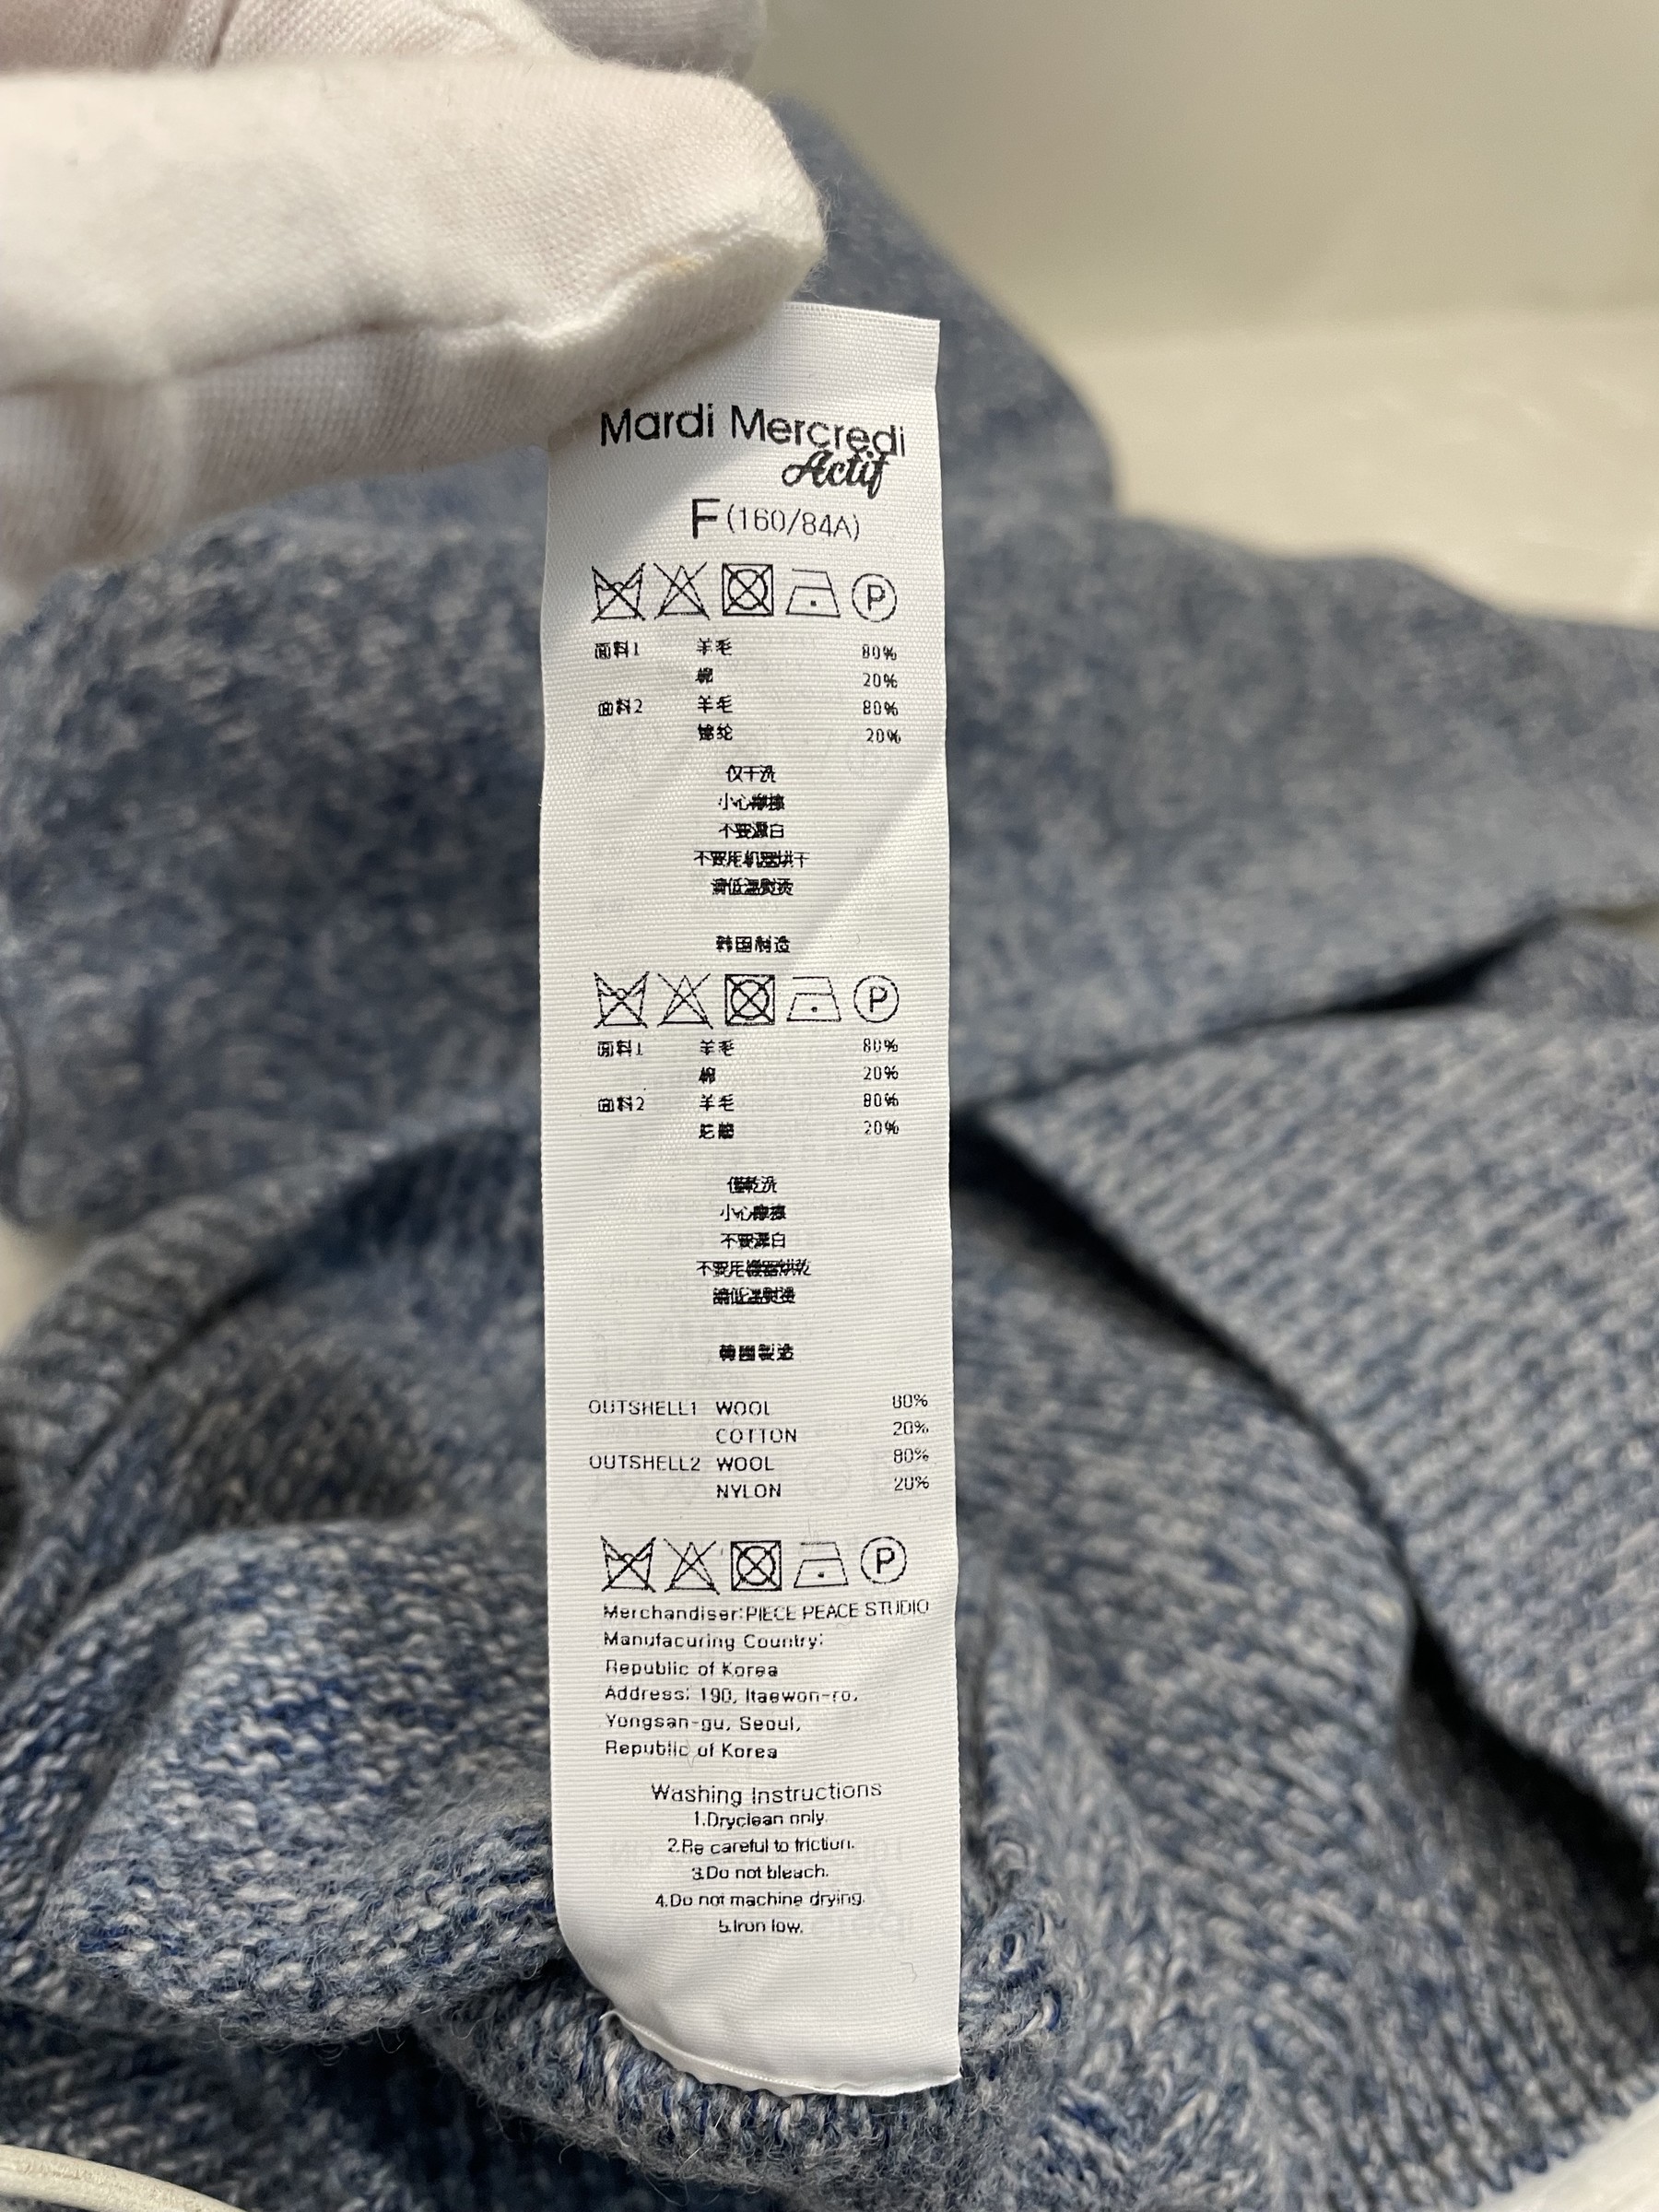 Mardi Mercredi
Actif
F (160/84A)
P
面料1 羊毛 80%
棉 20%
面料2 羊毛 80%
锦纶 20%
仅干洗
小心摩擦
不要漂白
不要用机器烘干
请低温熨烫
韩国制造
P
面料1 羊毛 80%
棉 20%
面料2 羊毛 80%
20%
僅乾洗
小心摩擦
不要漂白
不要用機器烘乾
請低溫熨燙
韓國製造
OUTSHELL1 WOOL 80%
COTTON 20%
OUTSHELL2 WOOL 80%
NYLON 20%
P
Merchandiser:PIECE PEACE STUDIO
Manufacuring Country:
Republic of Korea
Address: 190, Itaewon-ro,
Yongsan-gu, Seoul,
Republic of Korea
Washing Instructions
1.Dryclean only.
2.Be careful to friction.
3.Do not bleach.
4.Do not machine drying.
5.Iron low.